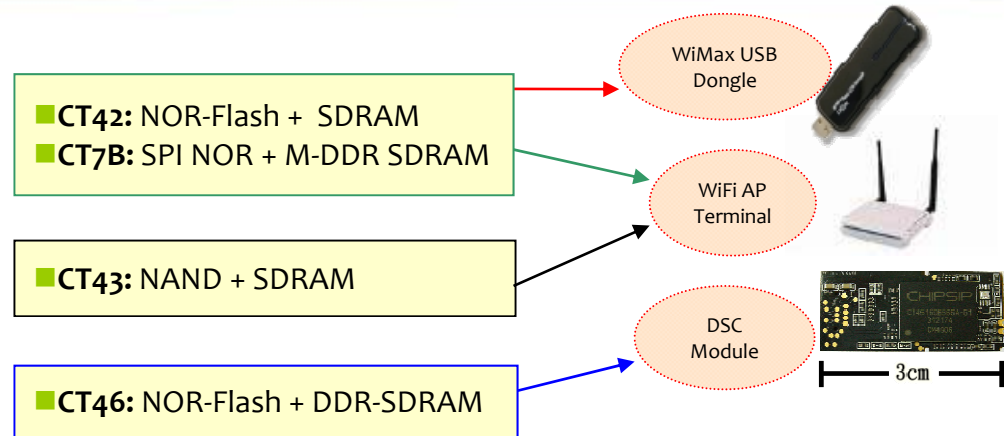 CT42: NOR-Flash + SDRAM
CT7B: SPI NOR + M-DDR SDRAM
CT43: NAND + SDRAM
CT46: NOR-Flash + DDR-SDRAM
WiMax USB
Dongle
WiFi AP
Terminal
DSC
Module
CHIPSIP
3cm